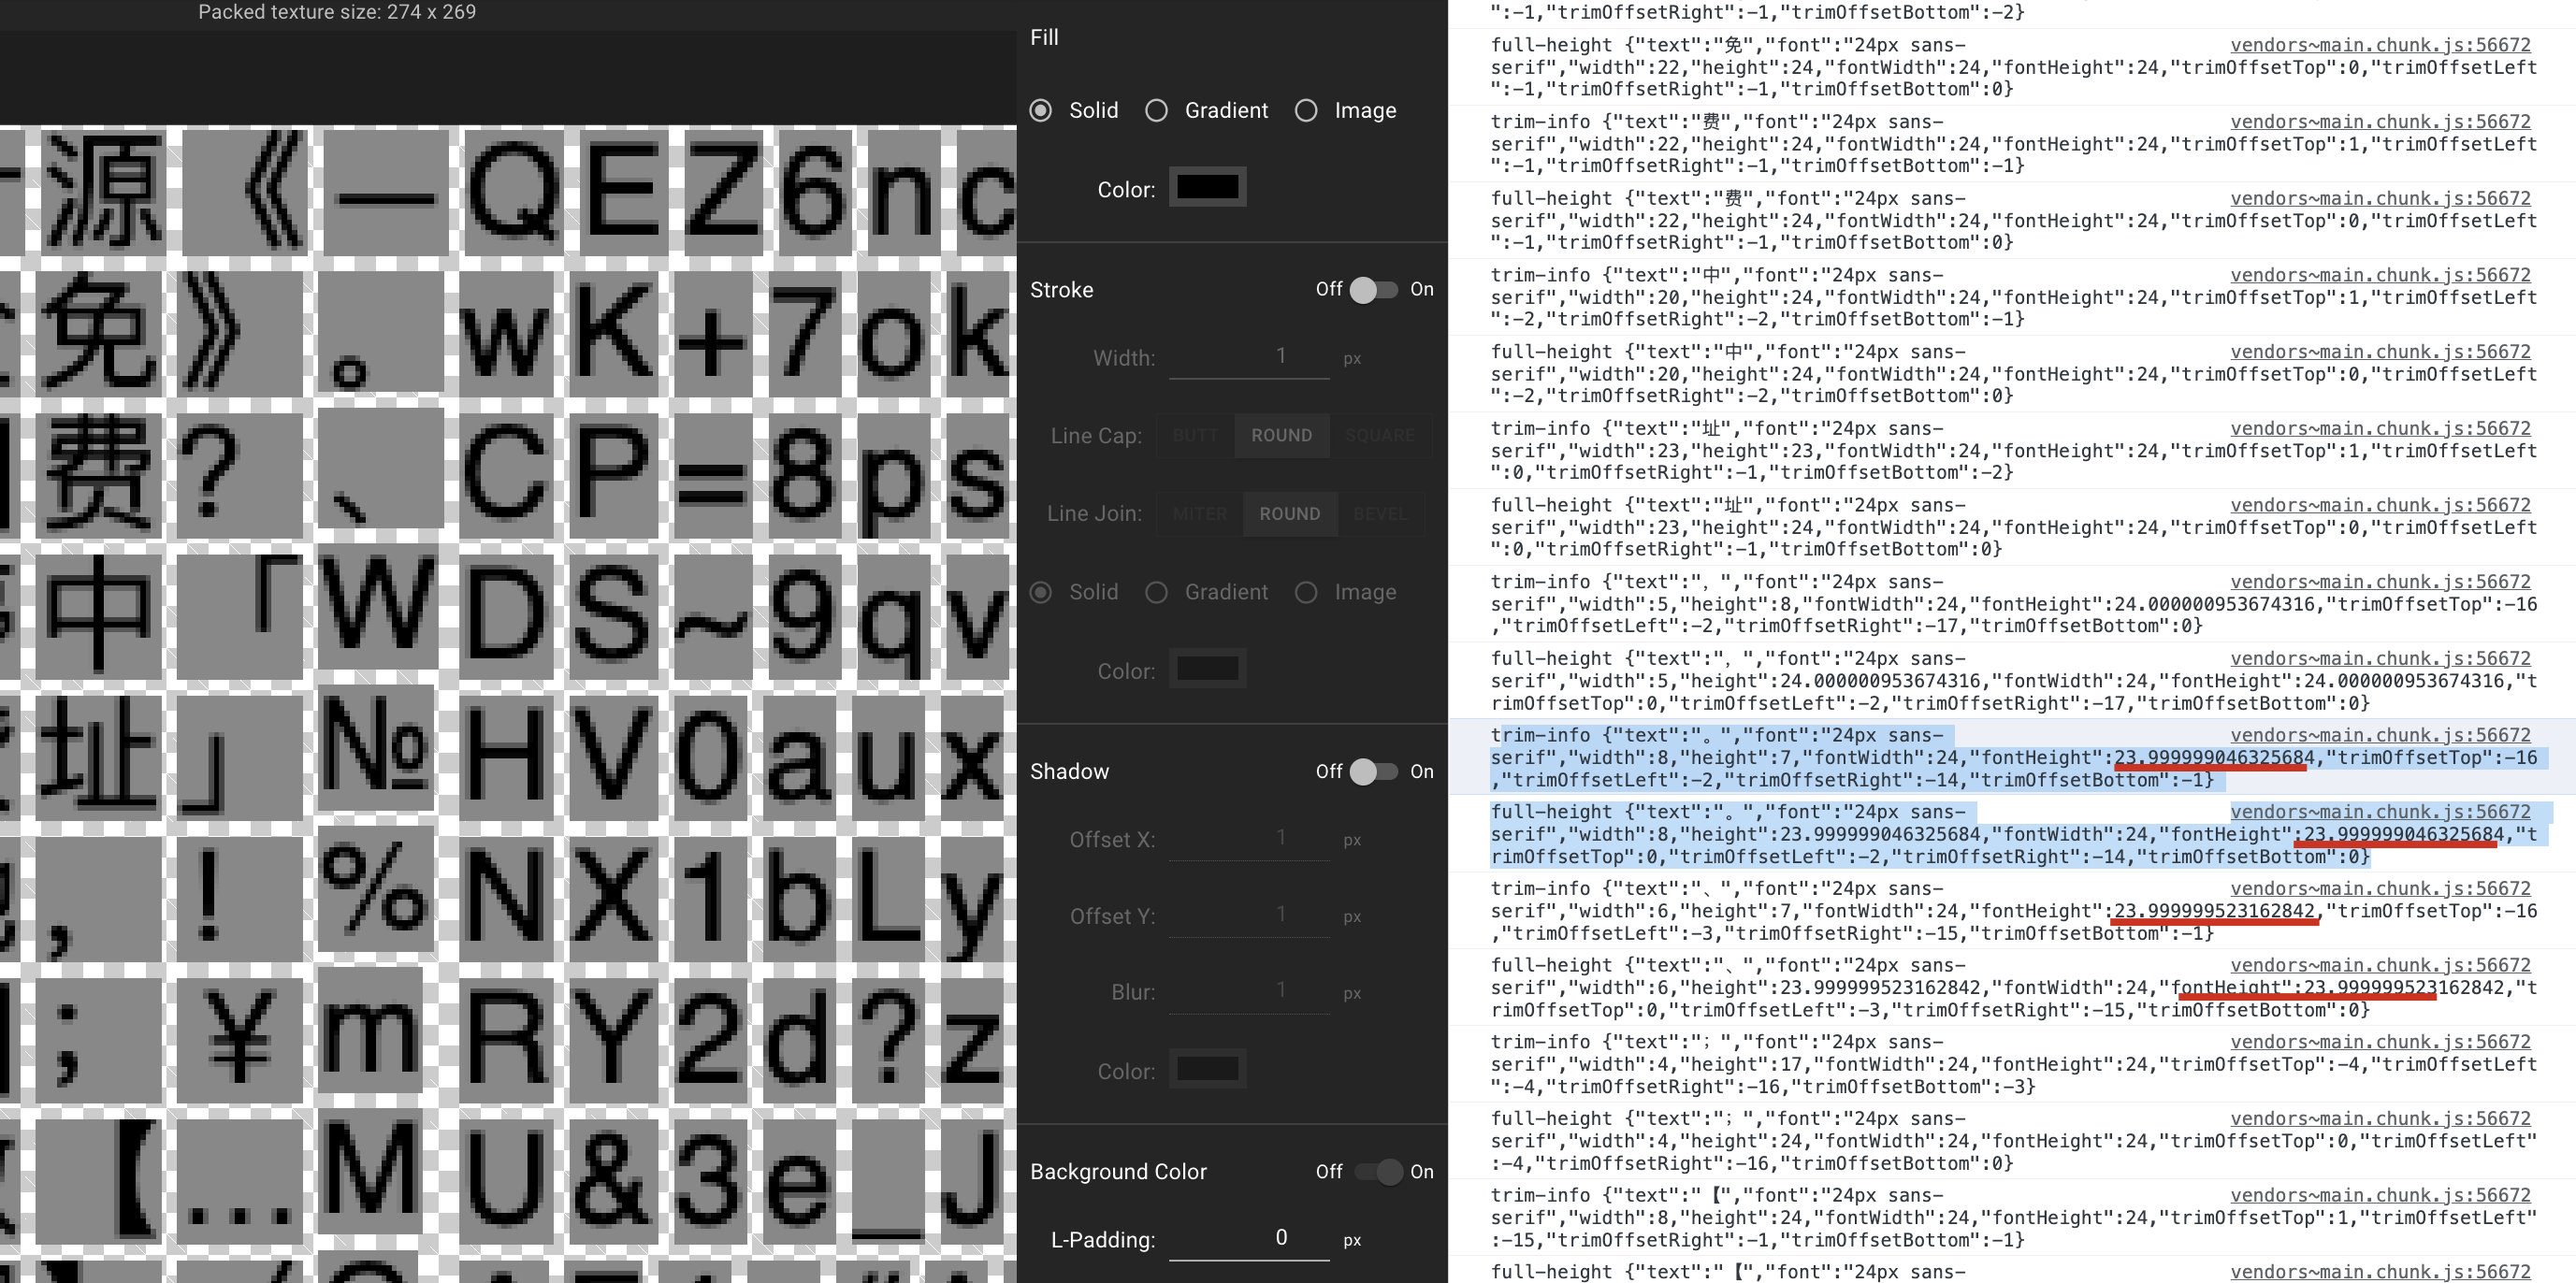 Packed texture size: 274 x 269
源 《 — Q E Z 6 n c
免 》 。 w K + 7 o k
费 ? 、 C P = 8 p s
中 「 W D S ~ 9 q v
址 」 № H V 0 a u x
, ! % N X 1 b L y
; ¥ m R Y 2 d ? z
【 … M U & 3 e _ J
Fill
Solid Gradient Image
Color:
Stroke Off On
Width: 1 px
Line Cap: BUTT ROUND SQUARE
Line Join: MITER ROUND BEVEL
Solid Gradient Image
Color:
Shadow Off On
Offset X: 1 px
Offset Y: 1 px
Blur: 1 px
Color:
Background Color Off On
L-Padding: 0 px
":-1,"trimOffsetRight":-1,"trimOffsetBottom":-2}
full-height {"text":"免","font":"24px sans- vendors~main.chunk.js:56672
serif","width":22,"height":24,"fontWidth":24,"fontHeight":24,"trimOffsetTop":0,"trimOffsetLeft
":-1,"trimOffsetRight":-1,"trimOffsetBottom":0}
trim-info {"text":"费","font":"24px sans- vendors~main.chunk.js:56672
serif","width":22,"height":24,"fontWidth":24,"fontHeight":24,"trimOffsetTop":1,"trimOffsetLeft
":-1,"trimOffsetRight":-1,"trimOffsetBottom":-1}
full-height {"text":"费","font":"24px sans- vendors~main.chunk.js:56672
serif","width":22,"height":24,"fontWidth":24,"fontHeight":24,"trimOffsetTop":0,"trimOffsetLeft
":-1,"trimOffsetRight":-1,"trimOffsetBottom":0}
trim-info {"text":"中","font":"24px sans- vendors~main.chunk.js:56672
serif","width":20,"height":24,"fontWidth":24,"fontHeight":24,"trimOffsetTop":1,"trimOffsetLeft
":-2,"trimOffsetRight":-2,"trimOffsetBottom":-1}
full-height {"text":"中","font":"24px sans- vendors~main.chunk.js:56672
serif","width":20,"height":24,"fontWidth":24,"fontHeight":24,"trimOffsetTop":0,"trimOffsetLeft
":-2,"trimOffsetRight":-2,"trimOffsetBottom":0}
trim-info {"text":"址","font":"24px sans- vendors~main.chunk.js:56672
serif","width":23,"height":23,"fontWidth":24,"fontHeight":24,"trimOffsetTop":1,"trimOffsetLeft
":0,"trimOffsetRight":-1,"trimOffsetBottom":-2}
full-height {"text":"址","font":"24px sans- vendors~main.chunk.js:56672
serif","width":23,"height":24,"fontWidth":24,"fontHeight":24,"trimOffsetTop":0,"trimOffsetLeft
":0,"trimOffsetRight":-1,"trimOffsetBottom":0}
trim-info {"text":"，","font":"24px sans- vendors~main.chunk.js:56672
serif","width":5,"height":8,"fontWidth":24,"fontHeight":24.000000953674316,"trimOffsetTop":-16
,"trimOffsetLeft":-2,"trimOffsetRight":-17,"trimOffsetBottom":0}
full-height {"text":"，","font":"24px sans- vendors~main.chunk.js:56672
serif","width":5,"height":24.000000953674316,"fontWidth":24,"fontHeight":24.000000953674316,"t
rimOffsetTop":0,"trimOffsetLeft":-2,"trimOffsetRight":-17,"trimOffsetBottom":0}
trim-info {"text":"。","font":"24px sans- vendors~main.chunk.js:56672
serif","width":8,"height":7,"fontWidth":24,"fontHeight":23.999999046325684,"trimOffsetTop":-16
,"trimOffsetLeft":-2,"trimOffsetRight":-14,"trimOffsetBottom":-1}
full-height {"text":"。","font":"24px sans- vendors~main.chunk.js:56672
serif","width":8,"height":23.999999046325684,"fontWidth":24,"fontHeight":23.999999046325684,"t
rimOffsetTop":0,"trimOffsetLeft":-2,"trimOffsetRight":-14,"trimOffsetBottom":0}
trim-info {"text":"、","font":"24px sans- vendors~main.chunk.js:56672
serif","width":6,"height":7,"fontWidth":24,"fontHeight":23.999999523162842,"trimOffsetTop":-16
,"trimOffsetLeft":-3,"trimOffsetRight":-15,"trimOffsetBottom":-1}
full-height {"text":"、","font":"24px sans- vendors~main.chunk.js:56672
serif","width":6,"height":23.999999523162842,"fontWidth":24,"fontHeight":23.999999523162842,"t
rimOffsetTop":0,"trimOffsetLeft":-3,"trimOffsetRight":-15,"trimOffsetBottom":0}
trim-info {"text":"；","font":"24px sans- vendors~main.chunk.js:56672
serif","width":4,"height":17,"fontWidth":24,"fontHeight":24,"trimOffsetTop":-4,"trimOffsetLeft
":-4,"trimOffsetRight":-16,"trimOffsetBottom":-3}
full-height {"text":"；","font":"24px sans- vendors~main.chunk.js:56672
serif","width":4,"height":24,"fontWidth":24,"fontHeight":24,"trimOffsetTop":0,"trimOffsetLeft"
:-4,"trimOffsetRight":-16,"trimOffsetBottom":0}
trim-info {"text":"【","font":"24px sans- vendors~main.chunk.js:56672
serif","width":8,"height":24,"fontWidth":24,"fontHeight":24,"trimOffsetTop":1,"trimOffsetLeft"
:-15,"trimOffsetRight":-1,"trimOffsetBottom":-1}
full-height {"text":"【","font":"24px sans- vendors~main.chunk.js:56672